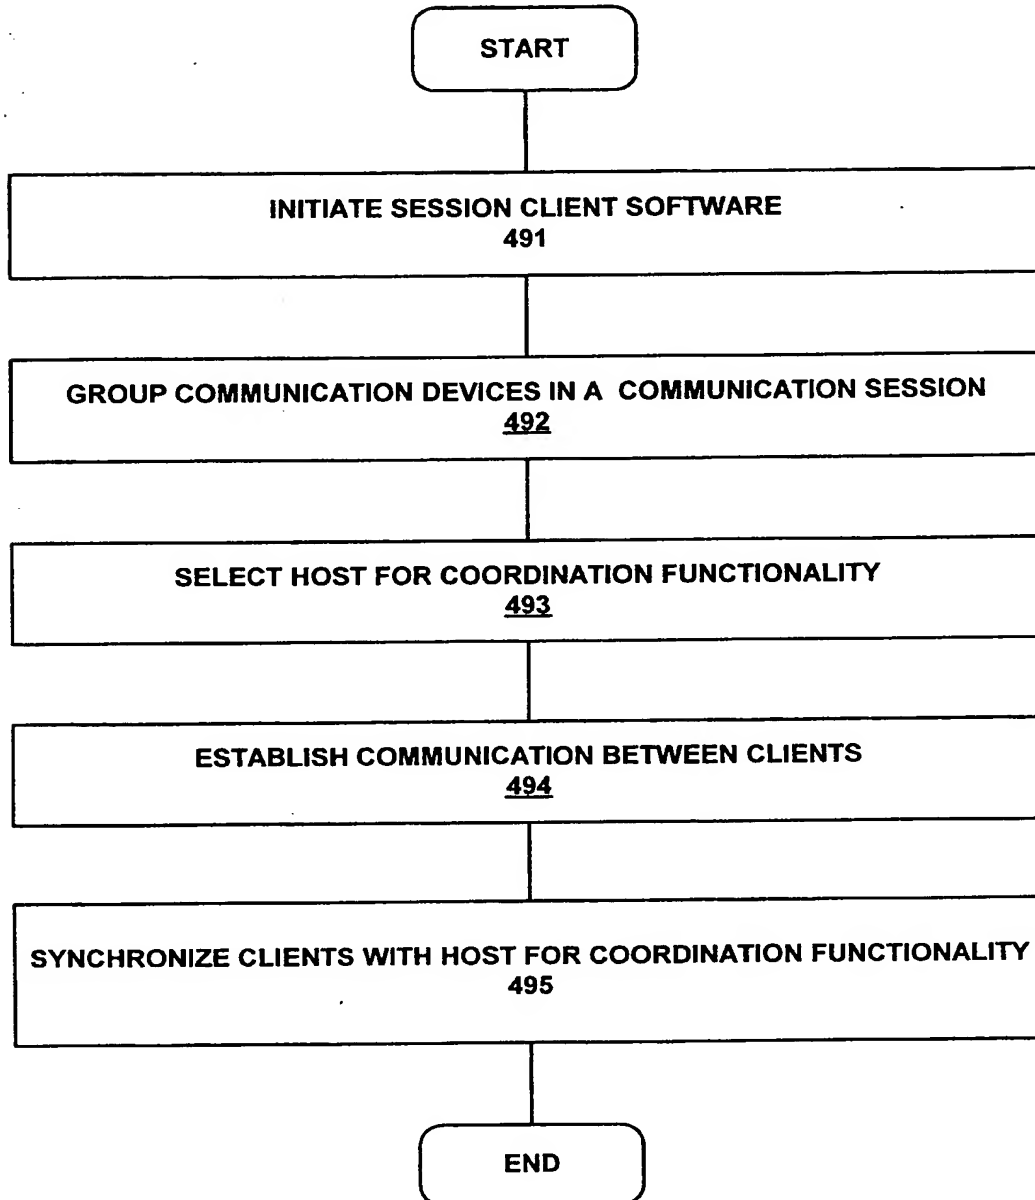 START
INITIATE SESSION CLIENT SOFTWARE
491
GROUP COMMUNICATION DEVICES IN A COMMUNICATION SESSION
492
SELECT HOST FOR COORDINATION FUNCTIONALITY
493
ESTABLISH COMMUNICATION BETWEEN CLIENTS
494
SYNCHRONIZE CLIENTS WITH HOST FOR COORDINATION FUNCTIONALITY
495
END